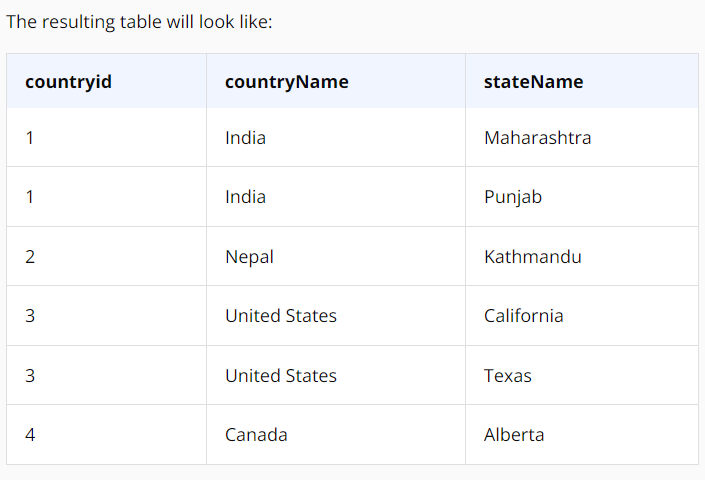 The resulting table will look like:
countryid countryName stateName
1 India Maharashtra
1 India Punjab
2 Nepal Kathmandu
3 United States California
3 United States Texas
4 Canada Alberta